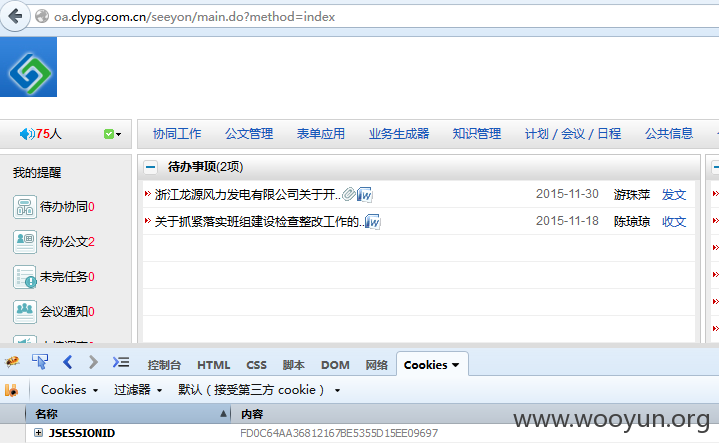 oa.clypg.com.cn/seeyon/main.do?method=index
75人
协同工作 公文管理 表单应用 业务生成器 知识管理 计划 / 会议 / 日程 公共信息
我的提醒
待办事项(2项)
浙江龙源风力发电有限公司关于开.. 2015-11-30 游珠萍 发文
待办协同0
关于抓紧落实班组建设检查整改工作的.. 2015-11-18 陈琼琼 收文
待办公文2
未完任务0
会议通知0
控制台 HTML CSS 脚本 DOM 网络 Cookies
Cookies 过滤器 默认（接受第三方 cookie）
名称 内容
JSESSIONID FD0C64AA36812167BE5355D15EE09697
www.wooyun.org